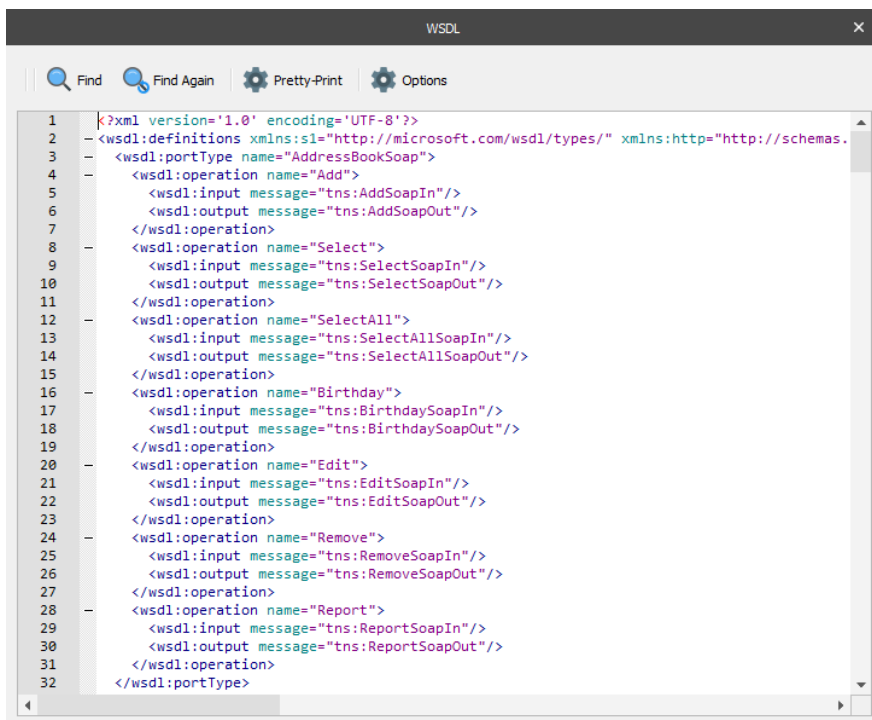 WSDL
Find Find Again Pretty-Print Options
1 <?xml version='1.0' encoding='UTF-8'?>
2 <wsdl:definitions xmlns:s1="http://microsoft.com/wsdl/types/" xmlns:http="http://schemas.
3 <wsdl:portType name="AddressBookSoap">
4 <wsdl:operation name="Add">
5 <wsdl:input message="tns:AddSoapIn"/>
6 <wsdl:output message="tns:AddSoapOut"/>
7 </wsdl:operation>
8 <wsdl:operation name="Select">
9 <wsdl:input message="tns:SelectSoapIn"/>
10 <wsdl:output message="tns:SelectSoapOut"/>
11 </wsdl:operation>
12 <wsdl:operation name="SelectAll">
13 <wsdl:input message="tns:SelectAllSoapIn"/>
14 <wsdl:output message="tns:SelectAllSoapOut"/>
15 </wsdl:operation>
16 <wsdl:operation name="Birthday">
17 <wsdl:input message="tns:BirthdaySoapIn"/>
18 <wsdl:output message="tns:BirthdaySoapOut"/>
19 </wsdl:operation>
20 <wsdl:operation name="Edit">
21 <wsdl:input message="tns:EditSoapIn"/>
22 <wsdl:output message="tns:EditSoapOut"/>
23 </wsdl:operation>
24 <wsdl:operation name="Remove">
25 <wsdl:input message="tns:RemoveSoapIn"/>
26 <wsdl:output message="tns:RemoveSoapOut"/>
27 </wsdl:operation>
28 <wsdl:operation name="Report">
29 <wsdl:input message="tns:ReportSoapIn"/>
30 <wsdl:output message="tns:ReportSoapOut"/>
31 </wsdl:operation>
32 </wsdl:portType>